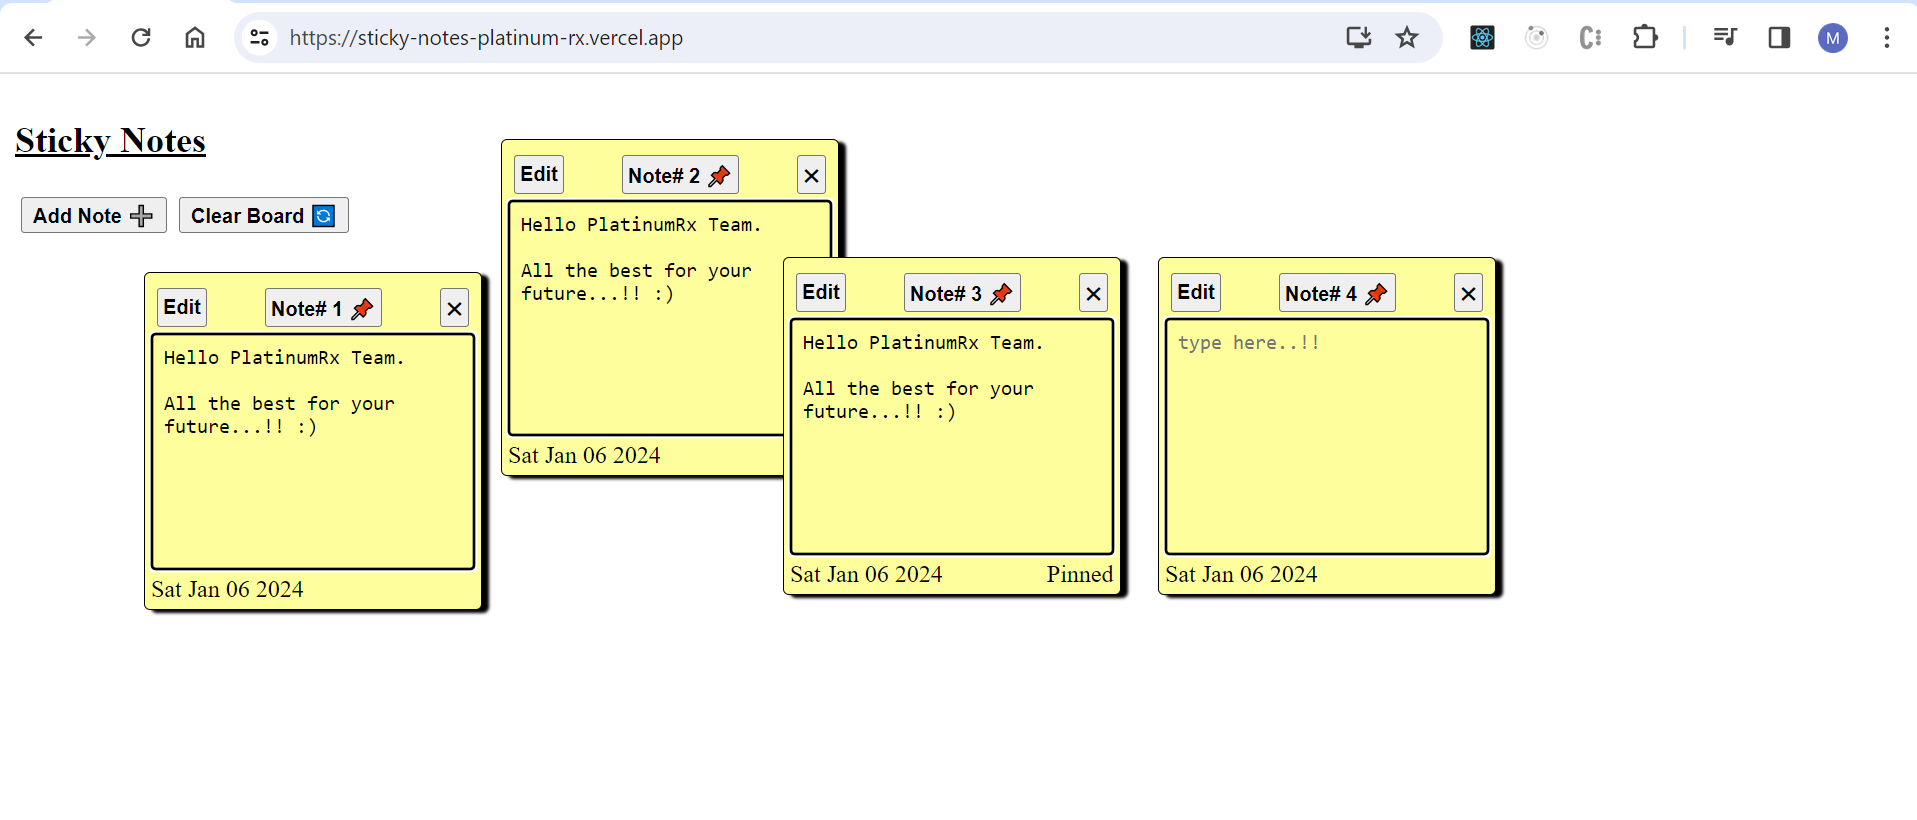 https://sticky-notes-platinum-rx.vercel.app
M
Sticky Notes
Add Note ➕ Clear Board 🔄
Edit Note# 1 📌 ✕
Hello PlatinumRx Team.
All the best for your
future...!! :)
Sat Jan 06 2024
Edit Note# 2 📌 ✕
Hello PlatinumRx Team.
All the best for your
future...!! :)
Sat Jan 06 2024
Edit Note# 3 📌 ✕
Hello PlatinumRx Team.
All the best for your
future...!! :)
Sat Jan 06 2024 Pinned
Edit Note# 4 📌 ✕
type here..!!
Sat Jan 06 2024